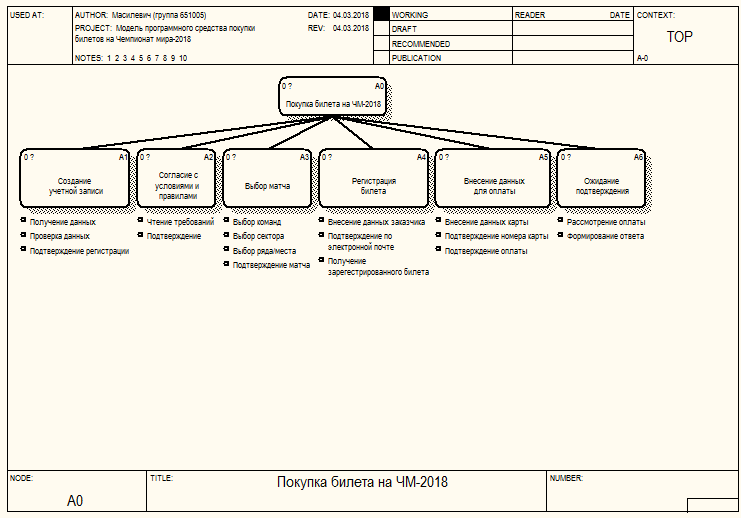 USED AT:
AUTHOR: Масилевич (группа 651005)
DATE: 04.03.2018
PROJECT: Модель программного средства покупки
билетов на Чемпионат мира-2018
REV: 04.03.2018
NOTES: 1 2 3 4 5 6 7 8 9 10
WORKING
DRAFT
RECOMMENDED
PUBLICATION
READER DATE
CONTEXT:
TOP
A-0
0 ? A0
Покупка билета на ЧМ-2018
0 ? A1
Создание
учетной записи
0 ? A2
Согласие с
условиями и
правилами
0 ? A3
Выбор матча
0 ? A4
Регистрация
билета
0 ? A5
Внесение данных
для оплаты
0 ? A6
Ожидание
подтверждения
Получение данных
Проверка данных
Подтверждение регистрации
Чтение требований
Подтверждение
Выбор команд
Выбор сектора
Выбор ряда/места
Подтверждение матча
Внесение данных заказчика
Подтверждение по
электронной почте
Получение
зарегестрированного билета
Внесение данных карты
Подтверждение номера карты
Подтверждение оплаты
Рассмотрение оплаты
Формирование ответа
NODE:
A0
TITLE:
Покупка билета на ЧМ-2018
NUMBER: